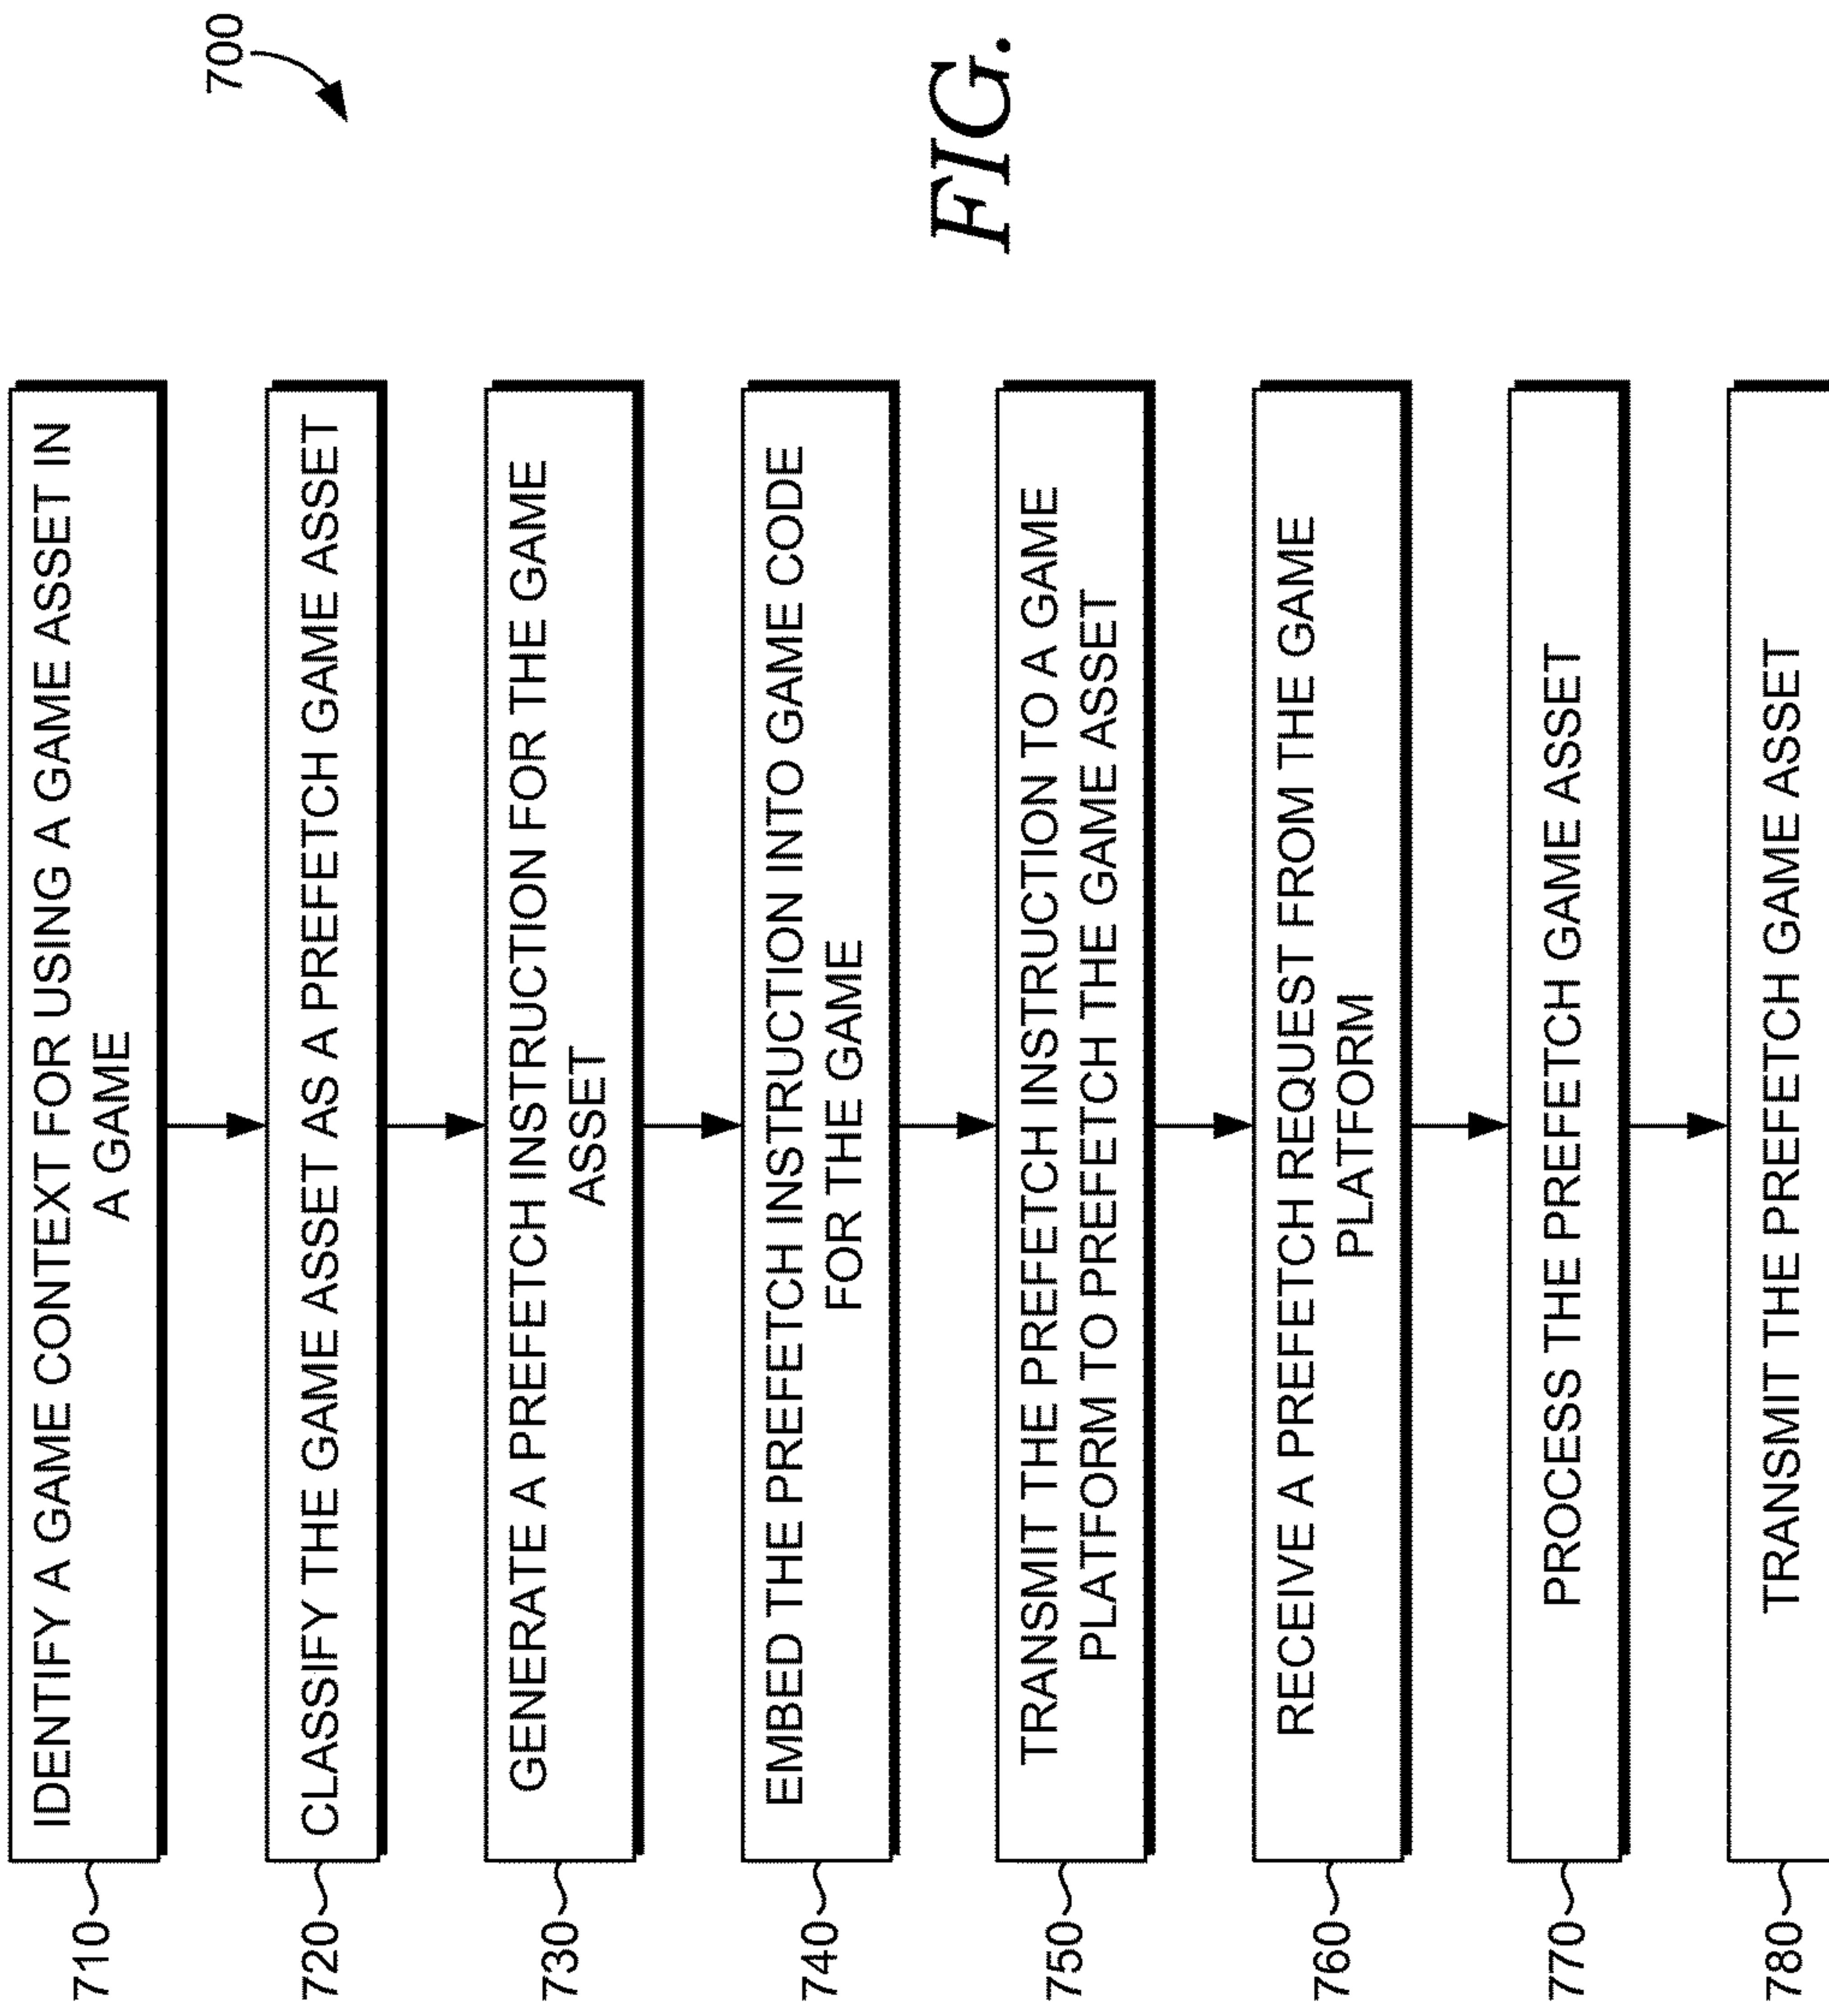 700
710
IDENTIFY A GAME CONTEXT FOR USING A GAME ASSET IN
A GAME
720
CLASSIFY THE GAME ASSET AS A PREFETCH GAME ASSET
730
GENERATE A PREFETCH INSTRUCTION FOR THE GAME
ASSET
740
EMBED THE PREFETCH INSTRUCTION INTO GAME CODE
FOR THE GAME
750
TRANSMIT THE PREFETCH INSTRUCTION TO A GAME
PLATFORM TO PREFETCH THE GAME ASSET
760
RECEIVE A PREFETCH REQUEST FROM THE GAME
PLATFORM
770
PROCESS THE PREFETCH GAME ASSET
780
TRANSMIT THE PREFETCH GAME ASSET
FIG.